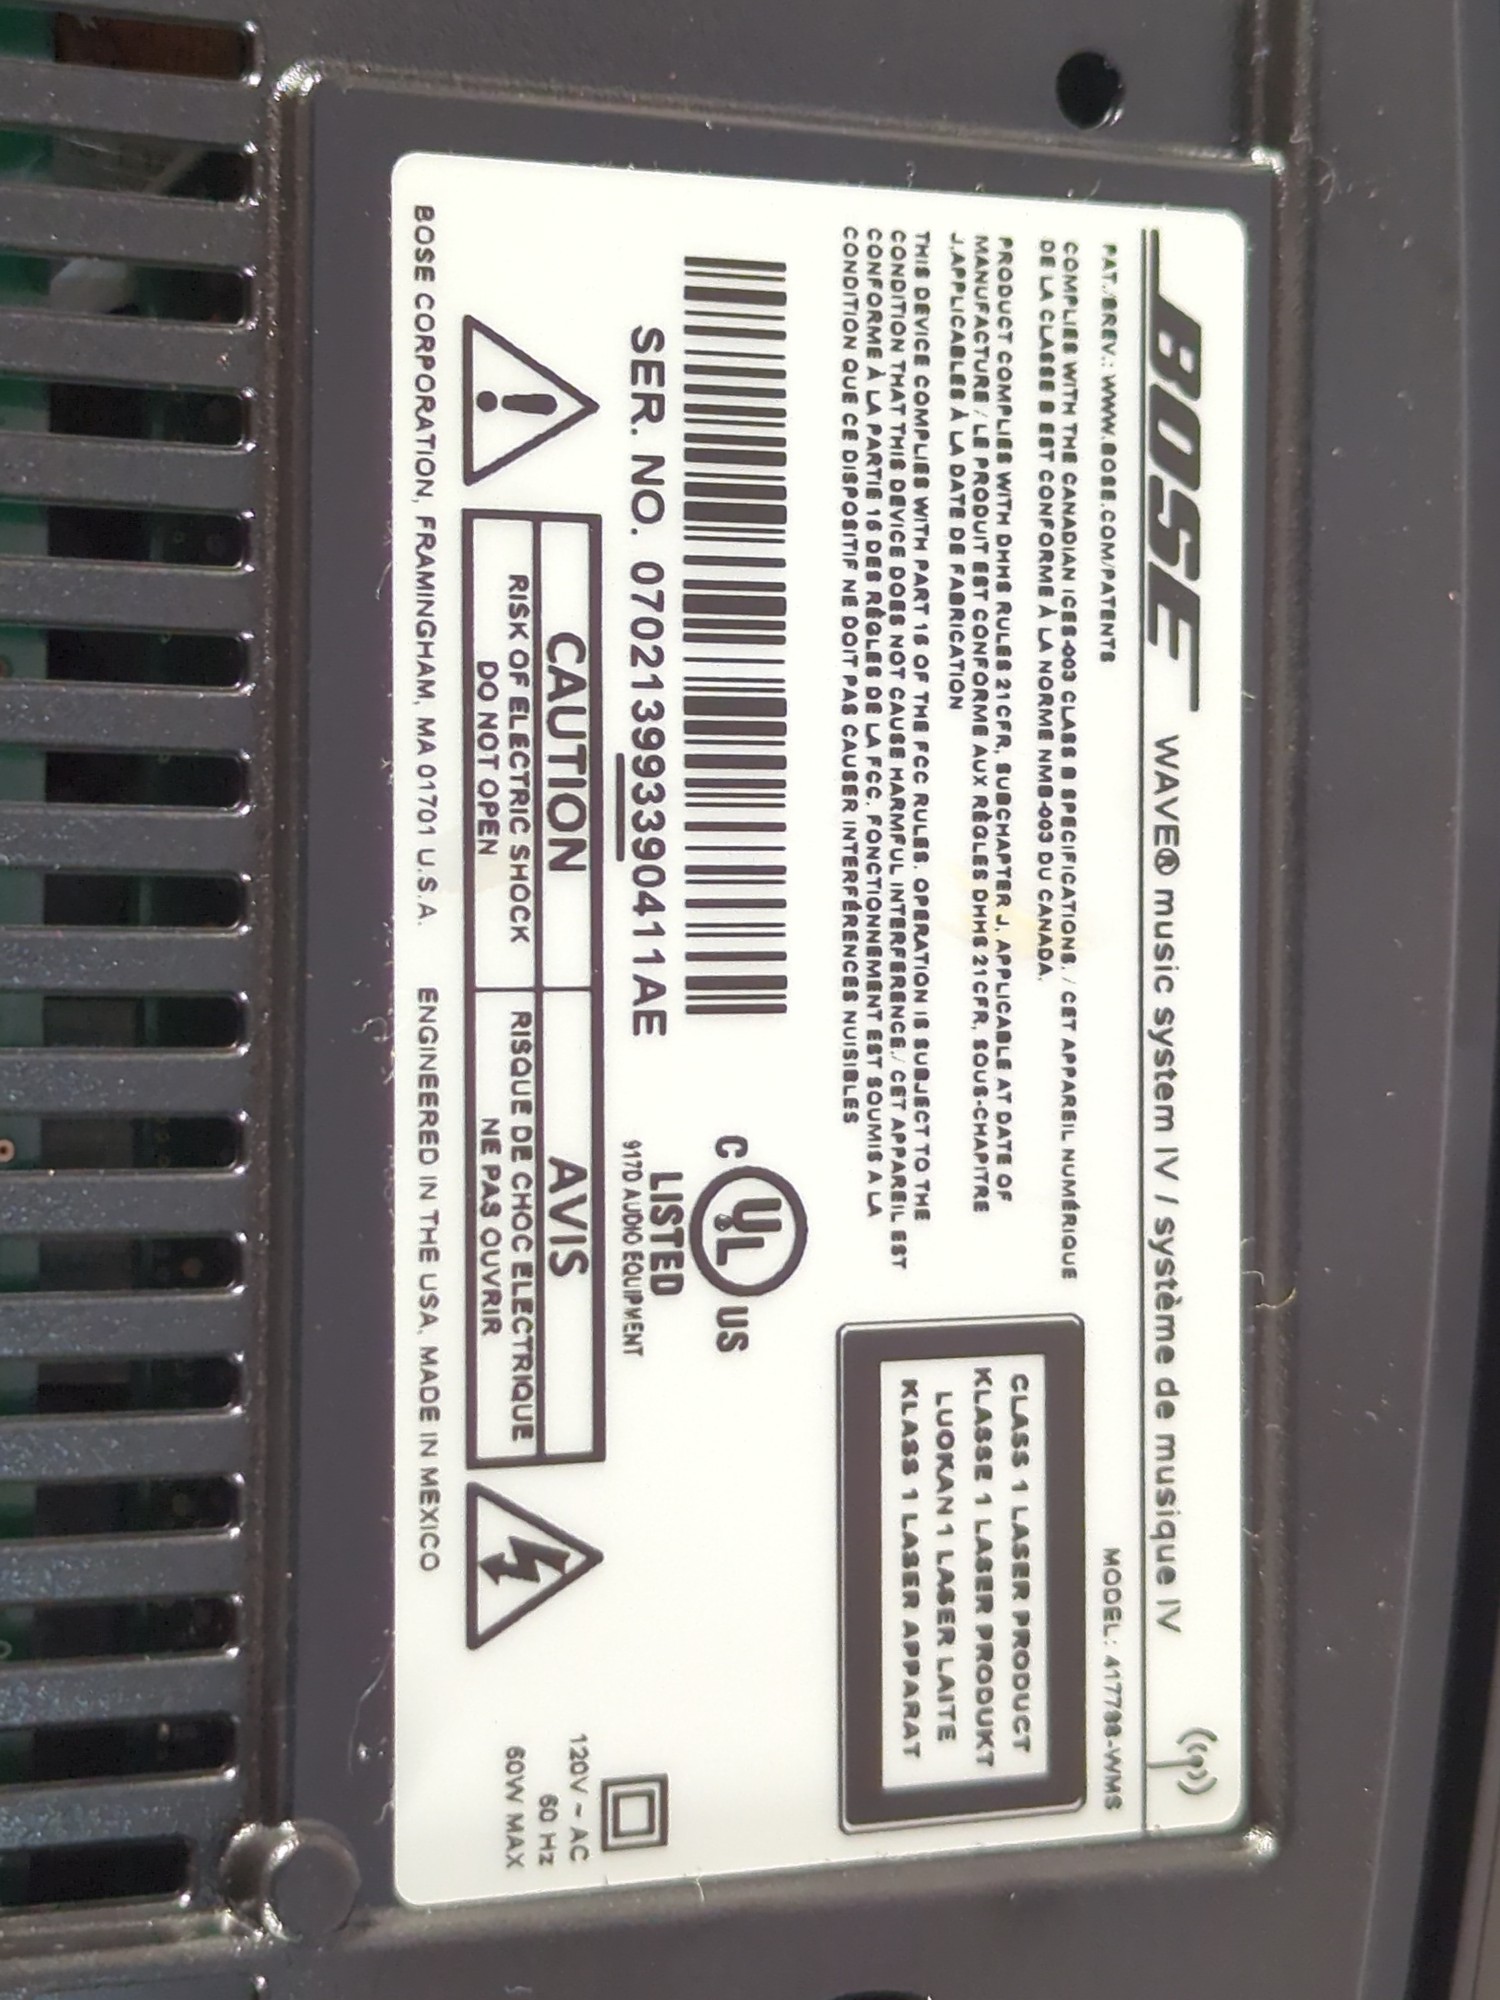 BOSE WAVE® music system IV / système de musique IV
PAT./BREV.: WWW.BOSE.COM/PATENTS
MODEL: 417788-WMS
COMPLIES WITH THE CANADIAN ICES-003 CLASS B SPECIFICATIONS. / CET APPAREIL NUMÉRIQUE
DE LA CLASSE B EST CONFORME À LA NORME NMB-003 DU CANADA.
PRODUCT COMPLIES WITH DHHS RULES 21CFR, SUBCHAPTER J, APPLICABLE AT DATE OF
MANUFACTURE / LE PRODUIT EST CONFORME AUX RÈGLES DHHS 21CFR, SOUS-CHAPITRE
J, APPLICABLES À LA DATE DE FABRICATION
THIS DEVICE COMPLIES WITH PART 15 OF THE FCC RULES. OPERATION IS SUBJECT TO THE
CONDITION THAT THIS DEVICE DOES NOT CAUSE HARMFUL INTERFERENCE./ CET APPAREIL EST
CONFORME À LA PARTIE 15 DES RÈGLES DE LA FCC. FONCTIONNEMENT EST SOUMIS A LA
CONDITION QUE CE DISPOSITIF NE DOIT PAS CAUSER INTERFÉRENCES NUISIBLES
CLASS 1 LASER PRODUCT
KLASSE 1 LASER PRODUKT
LUOKAN 1 LASER LAITE
KLASS 1 LASER APPARAT
SER. NO. 070213993390411AE
C UL US
LISTED
917D AUDIO EQUIPMENT
CAUTION
RISK OF ELECTRIC SHOCK
DO NOT OPEN
AVIS
RISQUE DE CHOC ELECTRIQUE
NE PAS OUVRIR
120V ~ AC
60 Hz
60W MAX
BOSE CORPORATION, FRAMINGHAM, MA 01701 U.S.A. ENGINEERED IN THE USA, MADE IN MEXICO